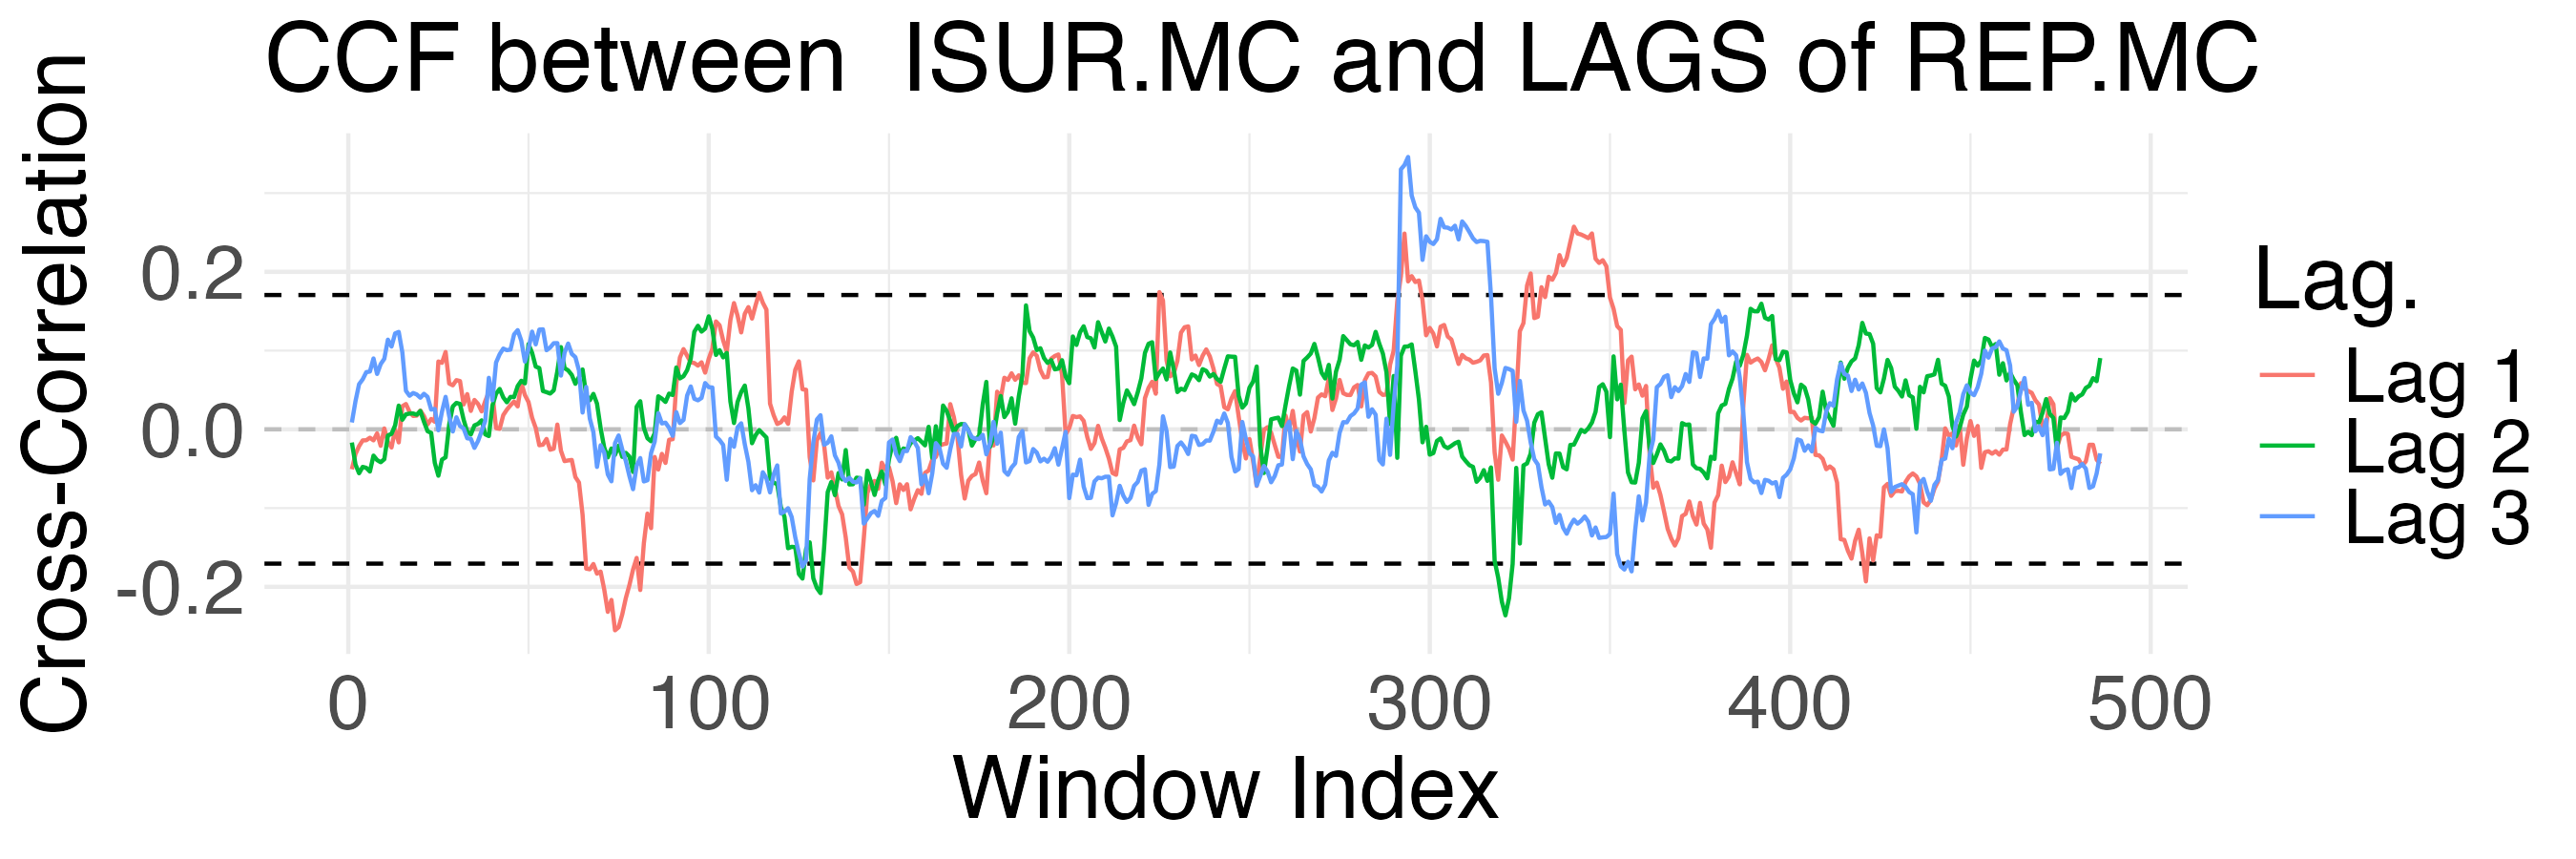 CCF between ISUR.MC and LAGS of REP.MC
Cross-Correlation
0.2
0.0
-0.2
0 100 200 300 400 500
Window Index
Lag.
Lag 1
Lag 2
Lag 3